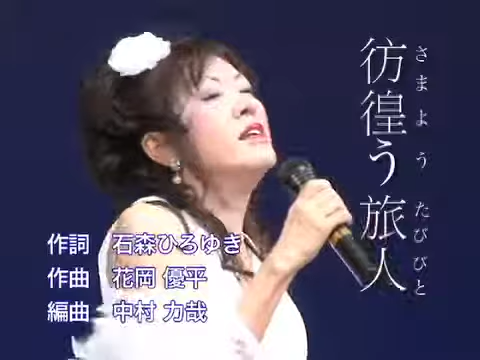 彷徨う旅人
さまよう たびびと
作詞 石森ひろゆき
作曲 花岡 優平
編曲 中村 力哉